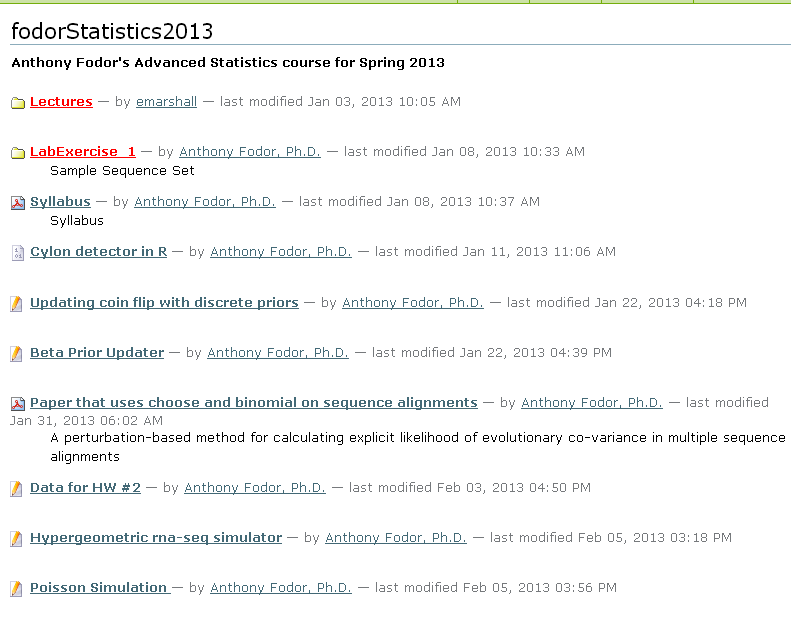 fodorStatistics2013
Anthony Fodor's Advanced Statistics course for Spring 2013
Lectures — by emarshall — last modified Jan 03, 2013 10:05 AM
LabExercise_1 — by Anthony Fodor, Ph.D. — last modified Jan 08, 2013 10:33 AM
Sample Sequence Set
Syllabus — by Anthony Fodor, Ph.D. — last modified Jan 08, 2013 10:37 AM
Syllabus
Cylon detector in R — by Anthony Fodor, Ph.D. — last modified Jan 11, 2013 11:06 AM
Updating coin flip with discrete priors — by Anthony Fodor, Ph.D. — last modified Jan 22, 2013 04:18 PM
Beta Prior Updater — by Anthony Fodor, Ph.D. — last modified Jan 22, 2013 04:39 PM
Paper that uses choose and binomial on sequence alignments — by Anthony Fodor, Ph.D. — last modified
Jan 31, 2013 06:02 AM
A perturbation-based method for calculating explicit likelihood of evolutionary co-variance in multiple sequence
alignments
Data for HW #2 — by Anthony Fodor, Ph.D. — last modified Feb 03, 2013 04:50 PM
Hypergeometric rna-seq simulator — by Anthony Fodor, Ph.D. — last modified Feb 05, 2013 03:18 PM
Poisson Simulation — by Anthony Fodor, Ph.D. — last modified Feb 05, 2013 03:56 PM